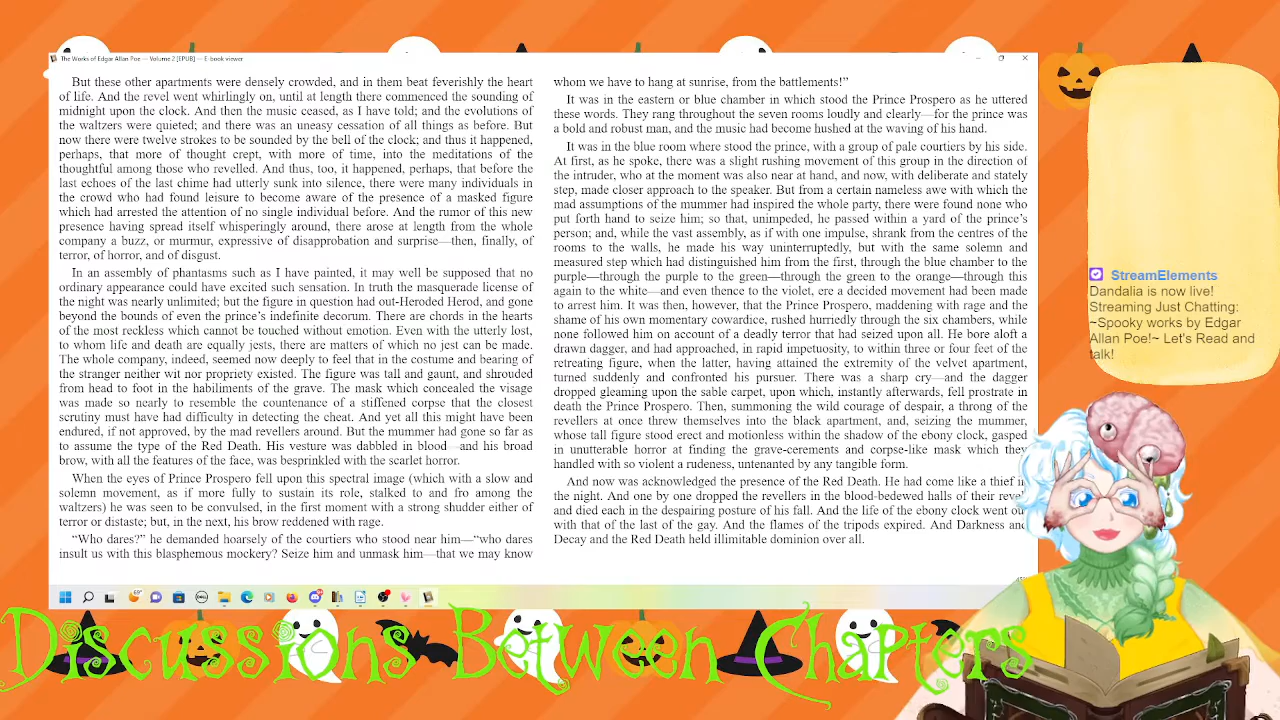 The Works of Edgar Allan Poe — Volume 2 [EPUB] — E-book viewer
But these other apartments were densely crowded, and in them beat feverishly the heart
of life. And the revel went whirlingly on, until at length there commenced the sounding of
midnight upon the clock. And then the music ceased, as I have told; and the evolutions of
the waltzers were quieted; and there was an uneasy cessation of all things as before. But
now there were twelve strokes to be sounded by the bell of the clock; and thus it happened,
perhaps, that more of thought crept, with more of time, into the meditations of the
thoughtful among those who revelled. And thus, too, it happened, perhaps, that before the
last echoes of the last chime had utterly sunk into silence, there were many individuals in
the crowd who had found leisure to become aware of the presence of a masked figure
which had arrested the attention of no single individual before. And the rumor of this new
presence having spread itself whisperingly around, there arose at length from the whole
company a buzz, or murmur, expressive of disapprobation and surprise—then, finally, of
terror, of horror, and of disgust.
In an assembly of phantasms such as I have painted, it may well be supposed that no
ordinary appearance could have excited such sensation. In truth the masquerade license of
the night was nearly unlimited; but the figure in question had out-Heroded Herod, and gone
beyond the bounds of even the prince's indefinite decorum. There are chords in the hearts
of the most reckless which cannot be touched without emotion. Even with the utterly lost,
to whom life and death are equally jests, there are matters of which no jest can be made.
The whole company, indeed, seemed now deeply to feel that in the costume and bearing of
the stranger neither wit nor propriety existed. The figure was tall and gaunt, and shrouded
from head to foot in the habiliments of the grave. The mask which concealed the visage
was made so nearly to resemble the countenance of a stiffened corpse that the closest
scrutiny must have had difficulty in detecting the cheat. And yet all this might have been
endured, if not approved, by the mad revellers around. But the mummer had gone so far as
to assume the type of the Red Death. His vesture was dabbled in blood—and his broad
brow, with all the features of the face, was besprinkled with the scarlet horror.
When the eyes of Prince Prospero fell upon this spectral image (which with a slow and
solemn movement, as if more fully to sustain its role, stalked to and fro among the
waltzers) he was seen to be convulsed, in the first moment with a strong shudder either of
terror or distaste; but, in the next, his brow reddened with rage.
“Who dares?” he demanded hoarsely of the courtiers who stood near him—“who dares
insult us with this blasphemous mockery? Seize him and unmask him—that we may know
whom we have to hang at sunrise, from the battlements!”
It was in the eastern or blue chamber in which stood the Prince Prospero as he uttered
these words. They rang throughout the seven rooms loudly and clearly—for the prince was
a bold and robust man, and the music had become hushed at the waving of his hand.
It was in the blue room where stood the prince, with a group of pale courtiers by his side.
At first, as he spoke, there was a slight rushing movement of this group in the direction of
the intruder, who at the moment was also near at hand, and now, with deliberate and stately
step, made closer approach to the speaker. But from a certain nameless awe with which the
mad assumptions of the mummer had inspired the whole party, there were found none who
put forth hand to seize him; so that, unimpeded, he passed within a yard of the prince's
person; and, while the vast assembly, as if with one impulse, shrank from the centres of the
rooms to the walls, he made his way uninterruptedly, but with the same solemn and
measured step which had distinguished him from the first, through the blue chamber to the
purple—through the purple to the green—through the green to the orange—through this
again to the white—and even thence to the violet, ere a decided movement had been made
to arrest him. It was then, however, that the Prince Prospero, maddening with rage and the
shame of his own momentary cowardice, rushed hurriedly through the six chambers, while
none followed him on account of a deadly terror that had seized upon all. He bore aloft a
drawn dagger, and had approached, in rapid impetuosity, to within three or four feet of the
retreating figure, when the latter, having attained the extremity of the velvet apartment,
turned suddenly and confronted his pursuer. There was a sharp cry—and the dagger
dropped gleaming upon the sable carpet, upon which, instantly afterwards, fell prostrate in
death the Prince Prospero. Then, summoning the wild courage of despair, a throng of the
revellers at once threw themselves into the black apartment, and, seizing the mummer,
whose tall figure stood erect and motionless within the shadow of the ebony clock, gasped
in unutterable horror at finding the grave-cerements and corpse-like mask which they
handled with so violent a rudeness, untenanted by any tangible form.
And now was acknowledged the presence of the Red Death. He had come like a thief in
the night. And one by one dropped the revellers in the blood-bedewed halls of their revel
and died each in the despairing posture of his fall. And the life of the ebony clock went out
with that of the last of the gay. And the flames of the tripods expired. And Darkness and
Decay and the Red Death held illimitable dominion over all.
StreamElements
Dandalia is now live!
Streaming Just Chatting:
~Spooky works by Edgar
Allan Poe!~ Let's Read and
talk!
Discussions Between Chapters